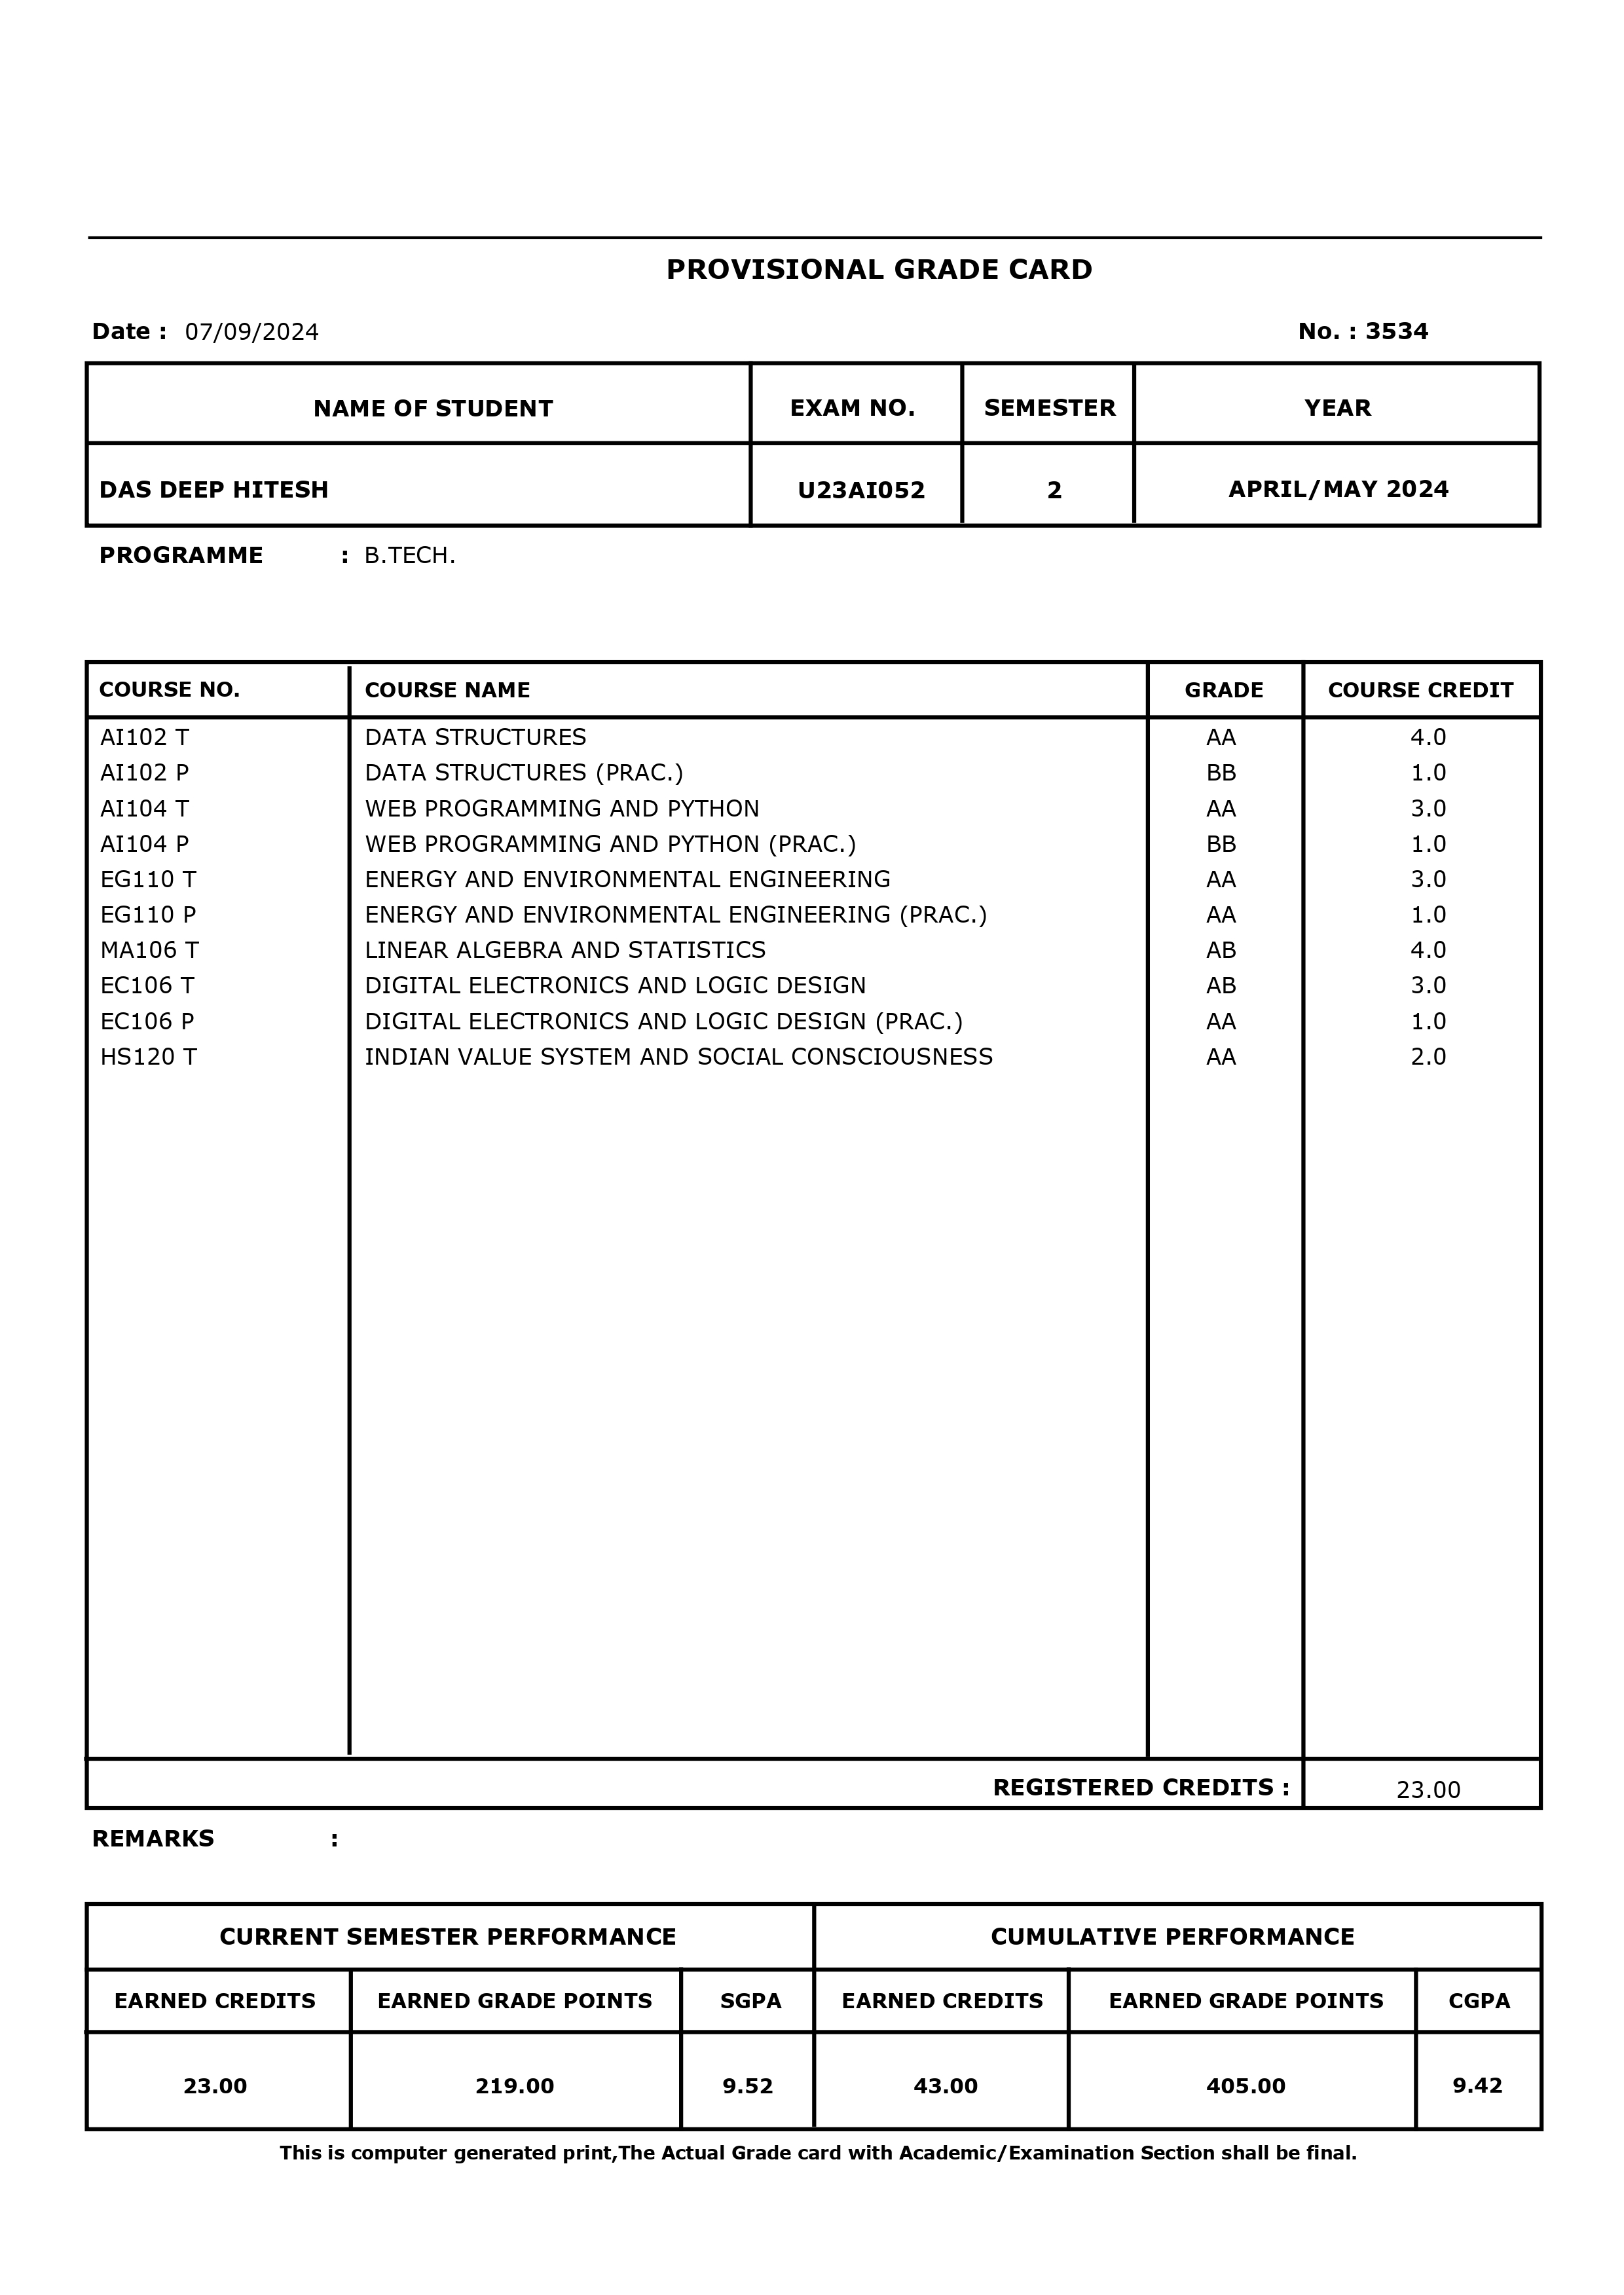 PROVISIONAL GRADE CARD
Date : 07/09/2024 No. : 3534
NAME OF STUDENT EXAM NO. SEMESTER YEAR
DAS DEEP HITESH U23AI052 2 APRIL/MAY 2024
PROGRAMME : B.TECH.
COURSE NO. COURSE NAME GRADE COURSE CREDIT
AI102 T DATA STRUCTURES AA 4.0
AI102 P DATA STRUCTURES (PRAC.) BB 1.0
AI104 T WEB PROGRAMMING AND PYTHON AA 3.0
AI104 P WEB PROGRAMMING AND PYTHON (PRAC.) BB 1.0
EG110 T ENERGY AND ENVIRONMENTAL ENGINEERING AA 3.0
EG110 P ENERGY AND ENVIRONMENTAL ENGINEERING (PRAC.) AA 1.0
MA106 T LINEAR ALGEBRA AND STATISTICS AB 4.0
EC106 T DIGITAL ELECTRONICS AND LOGIC DESIGN AB 3.0
EC106 P DIGITAL ELECTRONICS AND LOGIC DESIGN (PRAC.) AA 1.0
HS120 T INDIAN VALUE SYSTEM AND SOCIAL CONSCIOUSNESS AA 2.0
REGISTERED CREDITS : 23.00
REMARKS :
CURRENT SEMESTER PERFORMANCE CUMULATIVE PERFORMANCE
EARNED CREDITS EARNED GRADE POINTS SGPA EARNED CREDITS EARNED GRADE POINTS CGPA
23.00 219.00 9.52 43.00 405.00 9.42
This is computer generated print,The Actual Grade card with Academic/Examination Section shall be final.